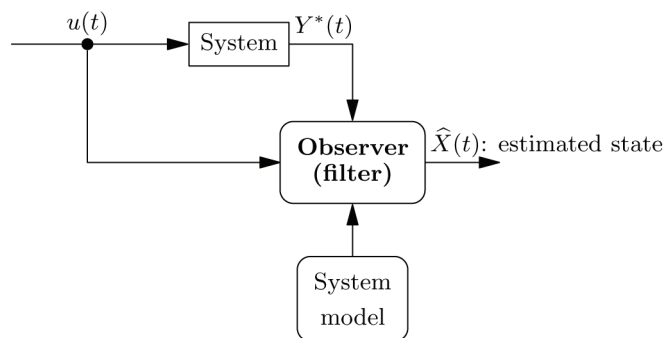 u(t)
System
Y*(t)
Observer
(filter)
X̂(t): estimated state
System
model